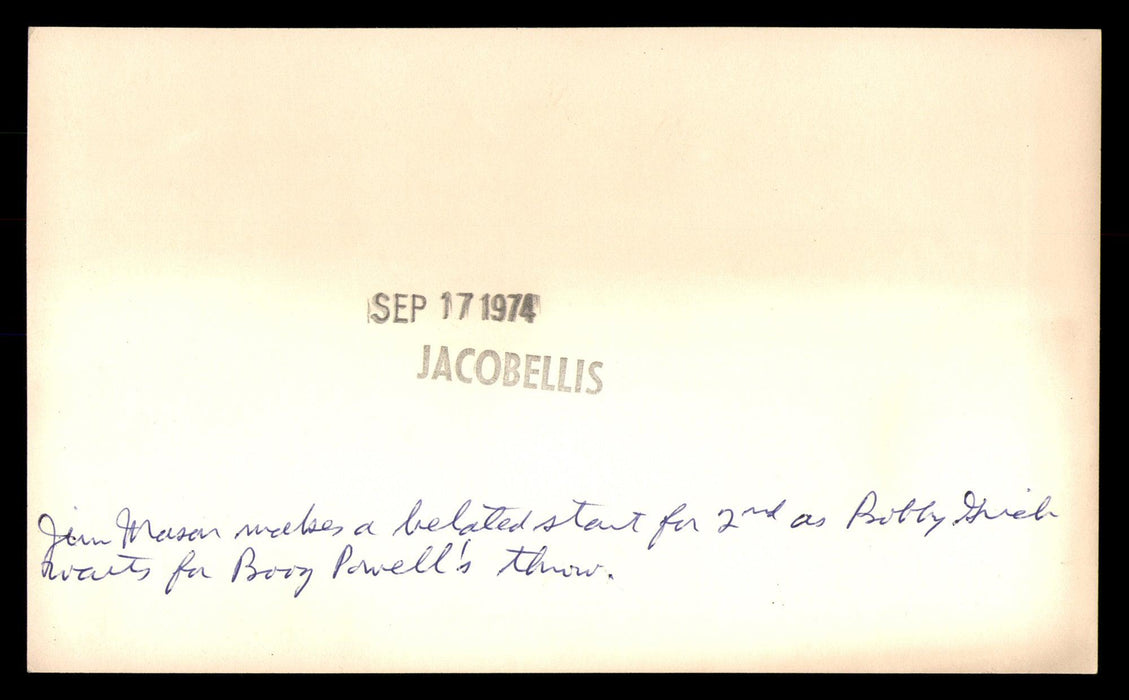 SEP 17 1974
JACOBELLIS
Jim Mason makes a belated start for 2nd as Bobby Grich
waits for Boog Powell's throw.